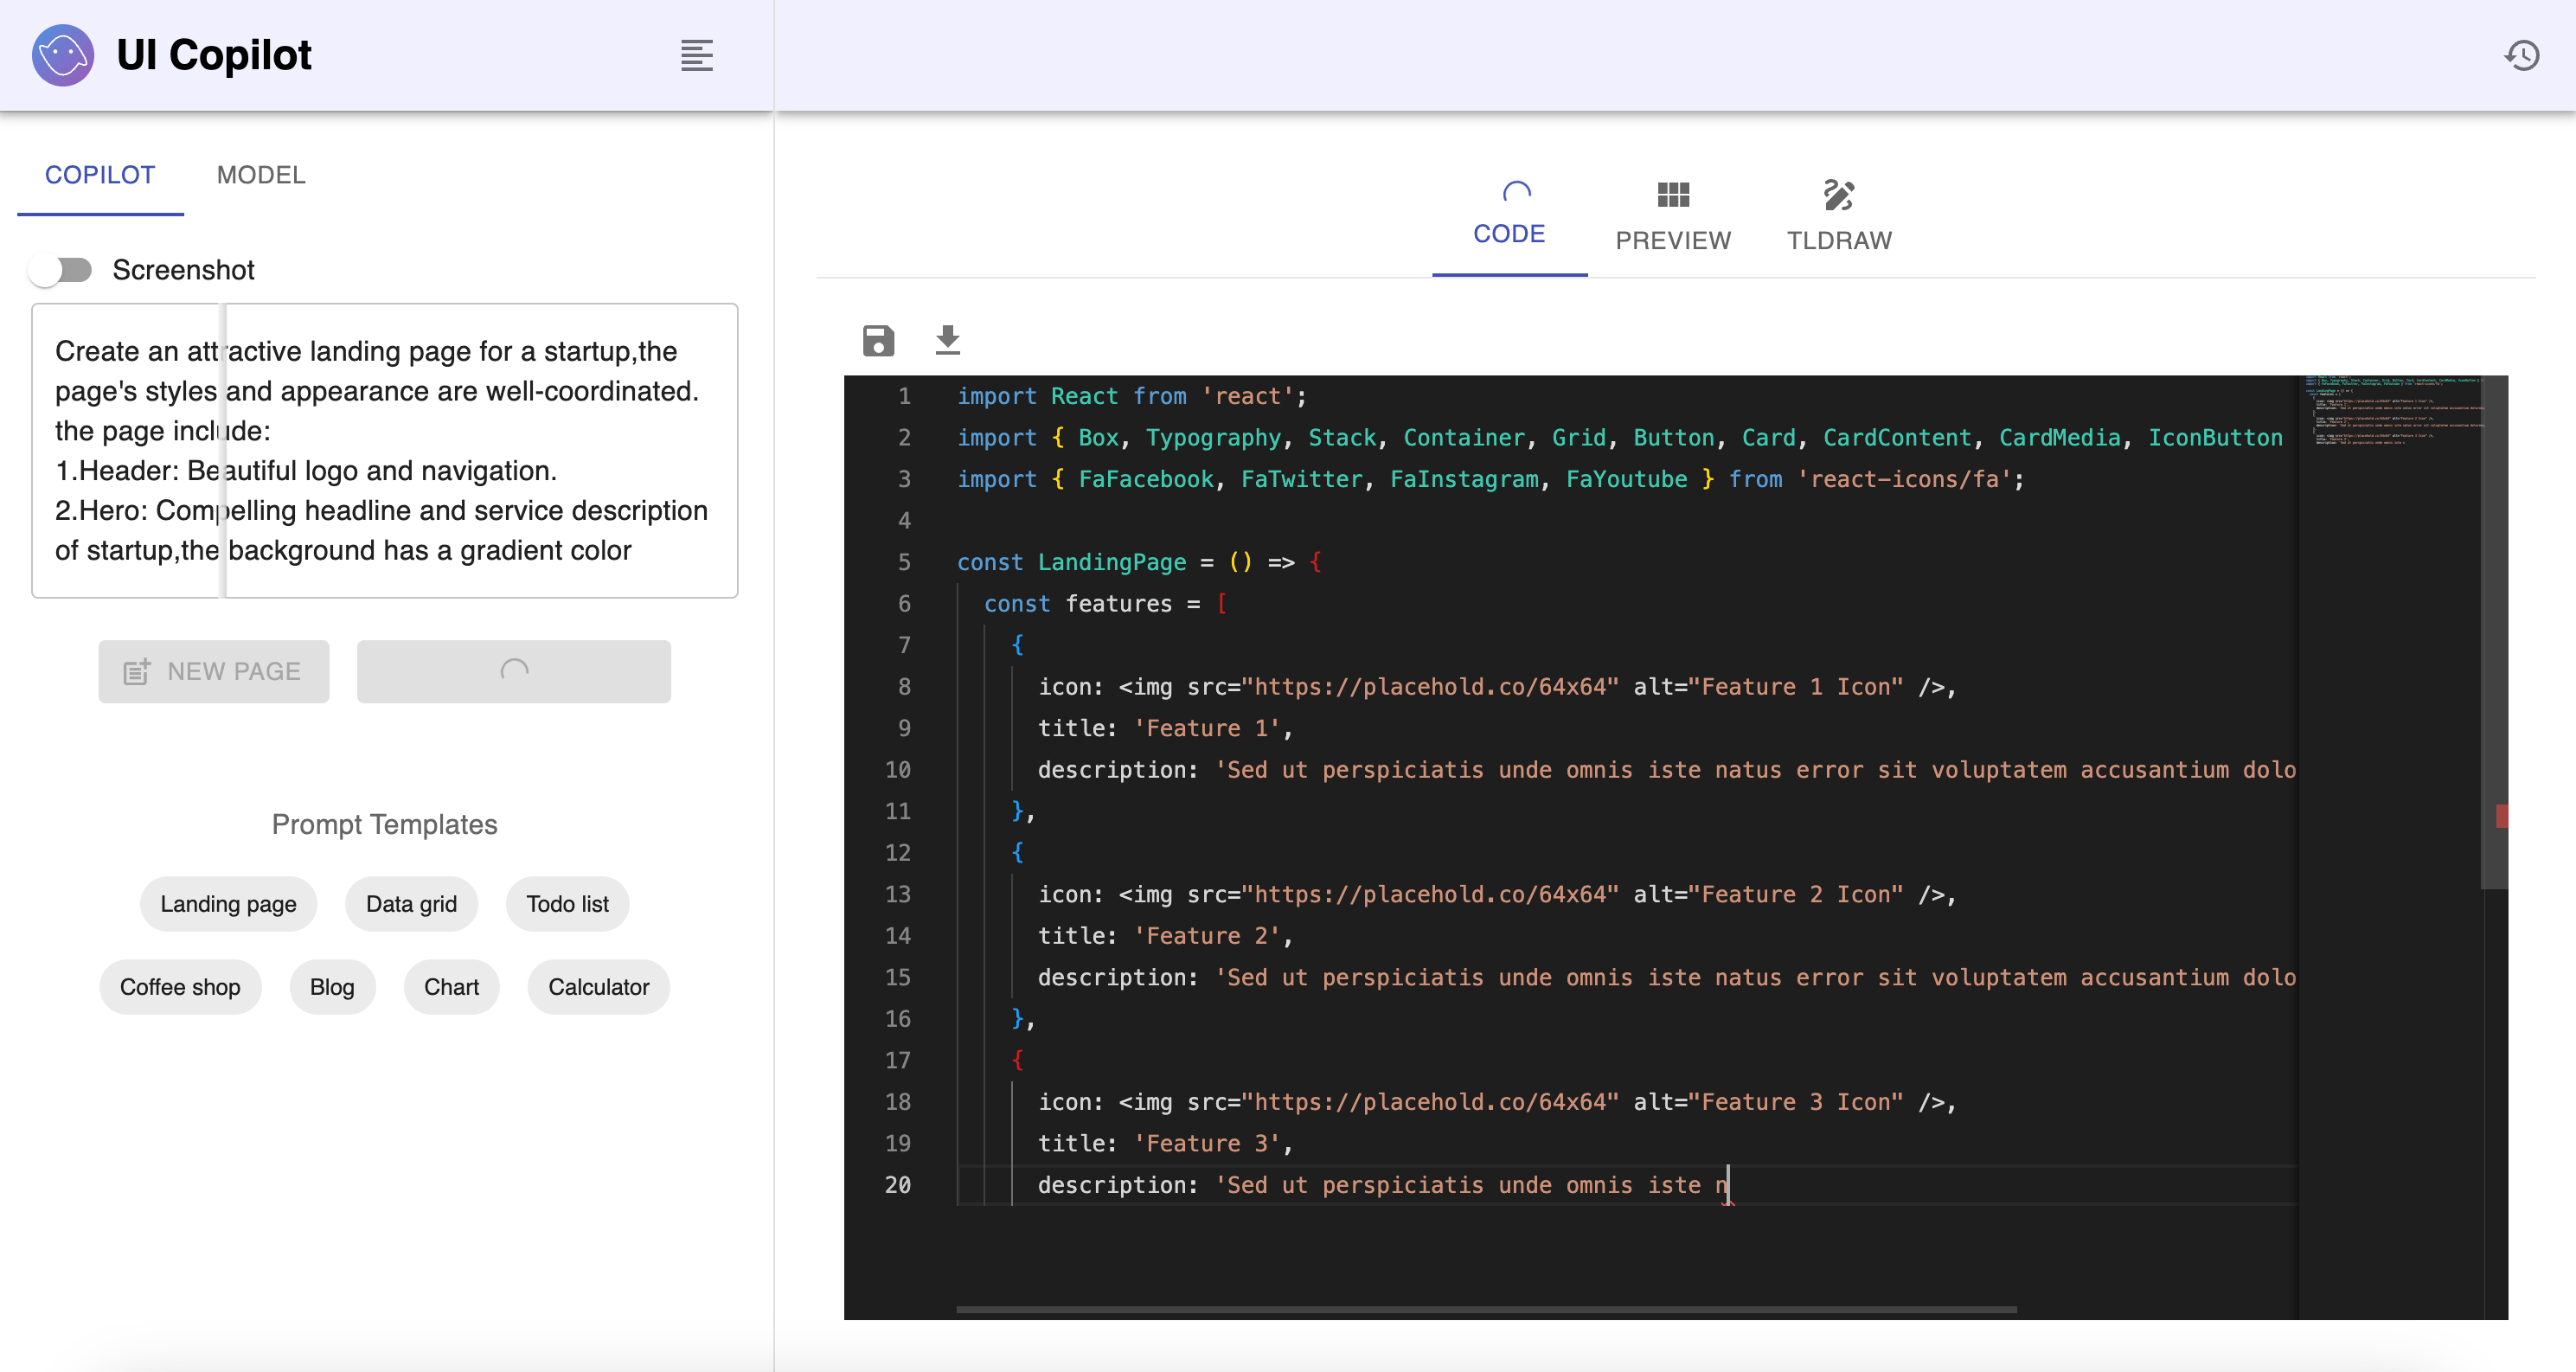 UI Copilot
COPILOT
MODEL
Screenshot
Create an attractive landing page for a startup,the
page's styles and appearance are well-coordinated.
the page include:
1.Header: Beautiful logo and navigation.
2.Hero: Compelling headline and service description
of startup,the background has a gradient color
NEW PAGE
Prompt Templates
Landing page
Data grid
Todo list
Coffee shop
Blog
Chart
Calculator
CODE
PREVIEW
TLDRAW
1 import React from 'react';
2 import { Box, Typography, Stack, Container, Grid, Button, Card, CardContent, CardMedia, IconButton
3 import { FaFacebook, FaTwitter, FaInstagram, FaYoutube } from 'react-icons/fa';
4
5 const LandingPage = () => {
6 const features = [
7 {
8 icon: <img src="https://placehold.co/64x64" alt="Feature 1 Icon" />,
9 title: 'Feature 1',
10 description: 'Sed ut perspiciatis unde omnis iste natus error sit voluptatem accusantium dolo
11 },
12 {
13 icon: <img src="https://placehold.co/64x64" alt="Feature 2 Icon" />,
14 title: 'Feature 2',
15 description: 'Sed ut perspiciatis unde omnis iste natus error sit voluptatem accusantium dolo
16 },
17 {
18 icon: <img src="https://placehold.co/64x64" alt="Feature 3 Icon" />,
19 title: 'Feature 3',
20 description: 'Sed ut perspiciatis unde omnis iste n